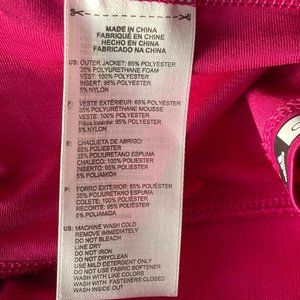 MADE IN CHINA
FABRIQUÉ EN CHINE
HECHO EN CHINA
FABRICADO NA CHINA
US: OUTER JACKET: 65% POLYESTER
35% POLYURETHANE FOAM
VEST: 100% POLYESTER
INSERT: 95% POLYESTER
5% NYLON
F: VESTE EXTÉRIEUR: 65% POLYESTER
35% POLYURÉTHANE MOUSSE
VESTE: 100% POLYESTER
Pièce insérée: 95% POLYESTER
5% NYLON
E: CHAQUETA DE ABRIGO:
65% POLIÉSTER
35% POLIURETANO ESPUMA
CHALECO: 100% POLIÉSTER
INSERTAR: 95% POLIÉSTER
5% POLIAMIDA
P: FORRO EXTERIOR: 65% POLIÉSTER
35% POLIURETANO ESPUMA
COLETE: 100% POLIÉSTER
RECORTE: 95% POLIÉSTER
5% POLIAMIDA
US: MACHINE WASH COLD
REMOVE IMMEDIATELY
DO NOT BLEACH
LINE DRY
DO NOT IRON
DO NOT DRYCLEAN
USE MILD DETERGENT ONLY
DO NOT USE FABRIC SOFTENER
WASH WITH LIKE COLORS
WASH WITH FASTENERS CLOSED
WASH INSIDE OUT